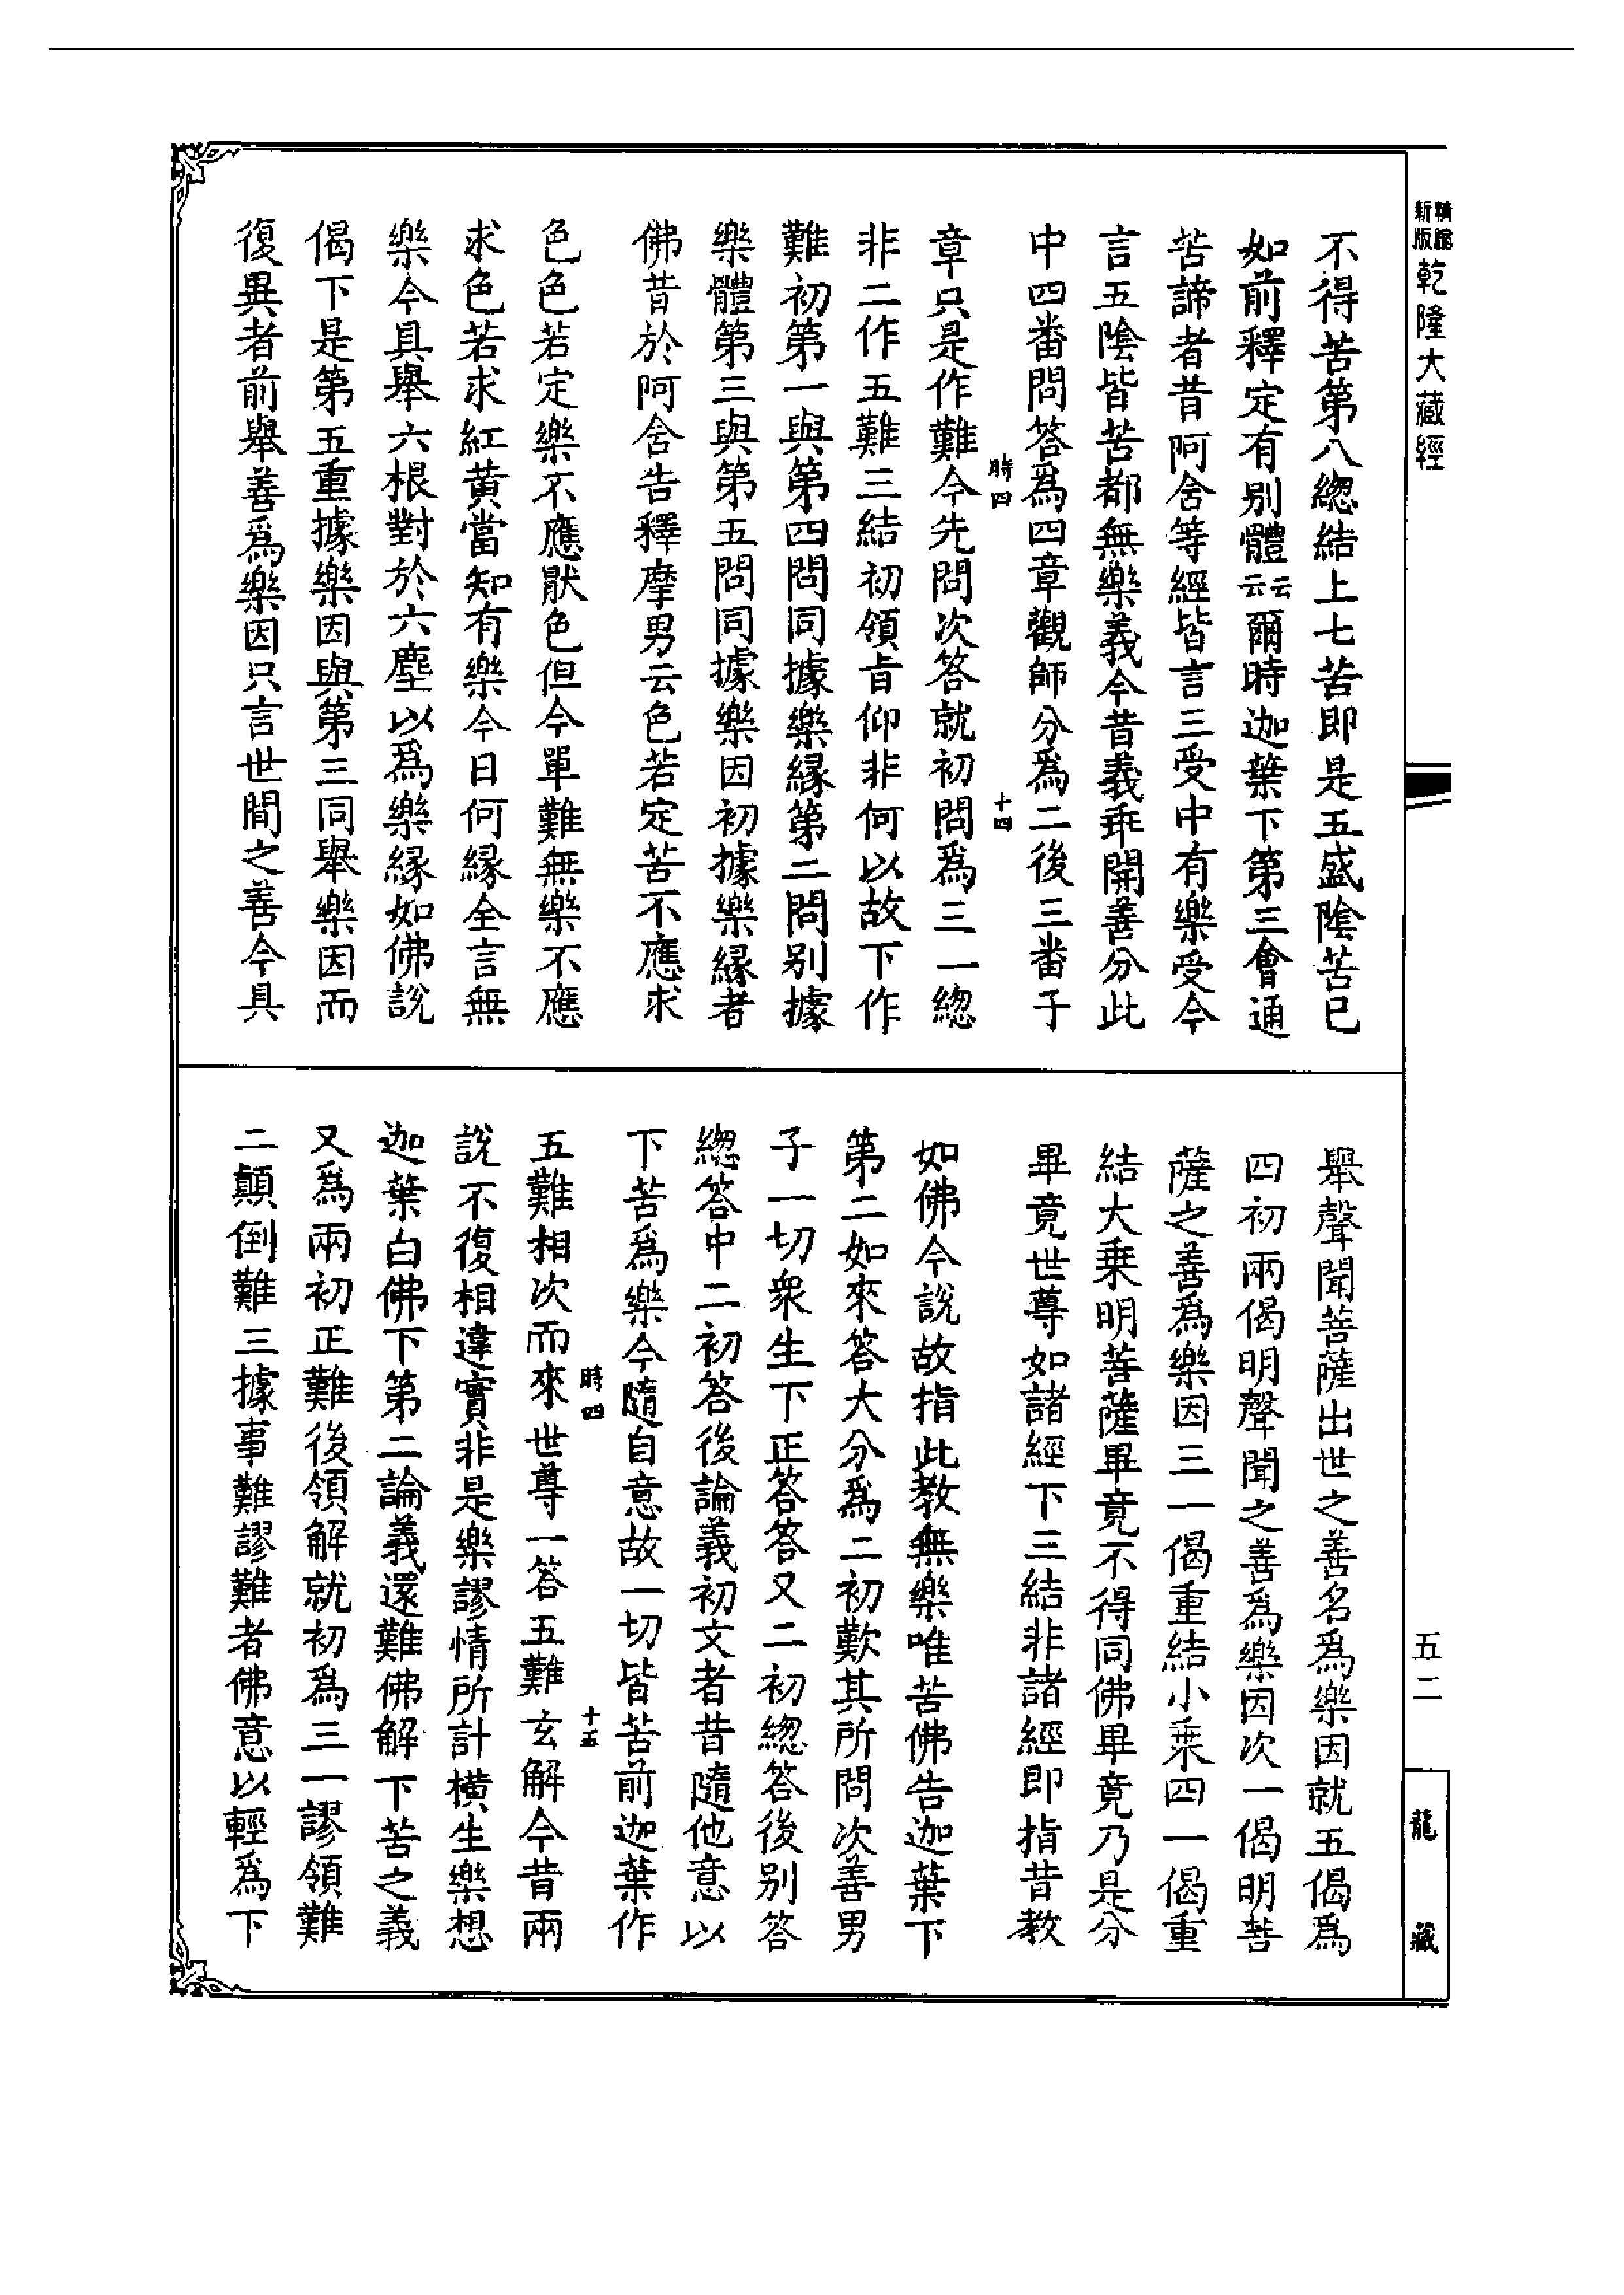 精縮新版乾隆大藏經
不得苦第八緫結上七苦即是五盛隂苦已
如前釋定有別體云云爾時迦葉下第三會通
苦諦者昔阿含等經皆言三受中有樂受今
言五隂皆苦都無樂義今昔義乖開善分此
中四番問答為四章觀師分為二後三番子
時四
十四
章只是作難今先問次答就初問為三一緫
非二作五難三結初領旨仰非何以故下作
難初第一與第四問同據樂緣第二問別據
樂體第三與第五問同據樂因初據樂緣者
佛昔於阿含告釋摩男云色若定苦不應求
色色若定樂不應厭色但今單難無樂不應
求色若求紅黃當知有樂今日何緣全言無
樂今具舉六根對於六塵以為樂緣如佛說
偈下是第五重據樂因與第三同舉樂因而
復異者前舉善為樂因只言世間之善今具
舉聲聞菩薩出世之善名為樂因就五偈為
四初兩偈明聲聞之善為樂因次一偈明菩
薩之善為樂因三一偈重結小乘四一偈重
結大乘明菩薩畢竟不得同佛畢竟乃是分
畢竟世尊如諸經下三結非諸經即指昔教
如佛今說故指此教無樂唯苦佛告迦葉下
第二如來答大分為二初歎其所問次善男
子一切衆生下正答答又二初緫答後別答
緫答中二初答後論義初文者昔隨他意以
下苦為樂今隨自意故一切皆苦前迦葉作
時四
十五
五難相次而來世尊一答五難玄解今昔兩
說不復相違實非是樂謬情所計橫生樂想
迦葉白佛下第二論義還難佛解下苦之義
又為兩初正難後領解就初為三一謬領難
二顛倒難三據事難謬難者佛意以輕為下
五二
龍藏